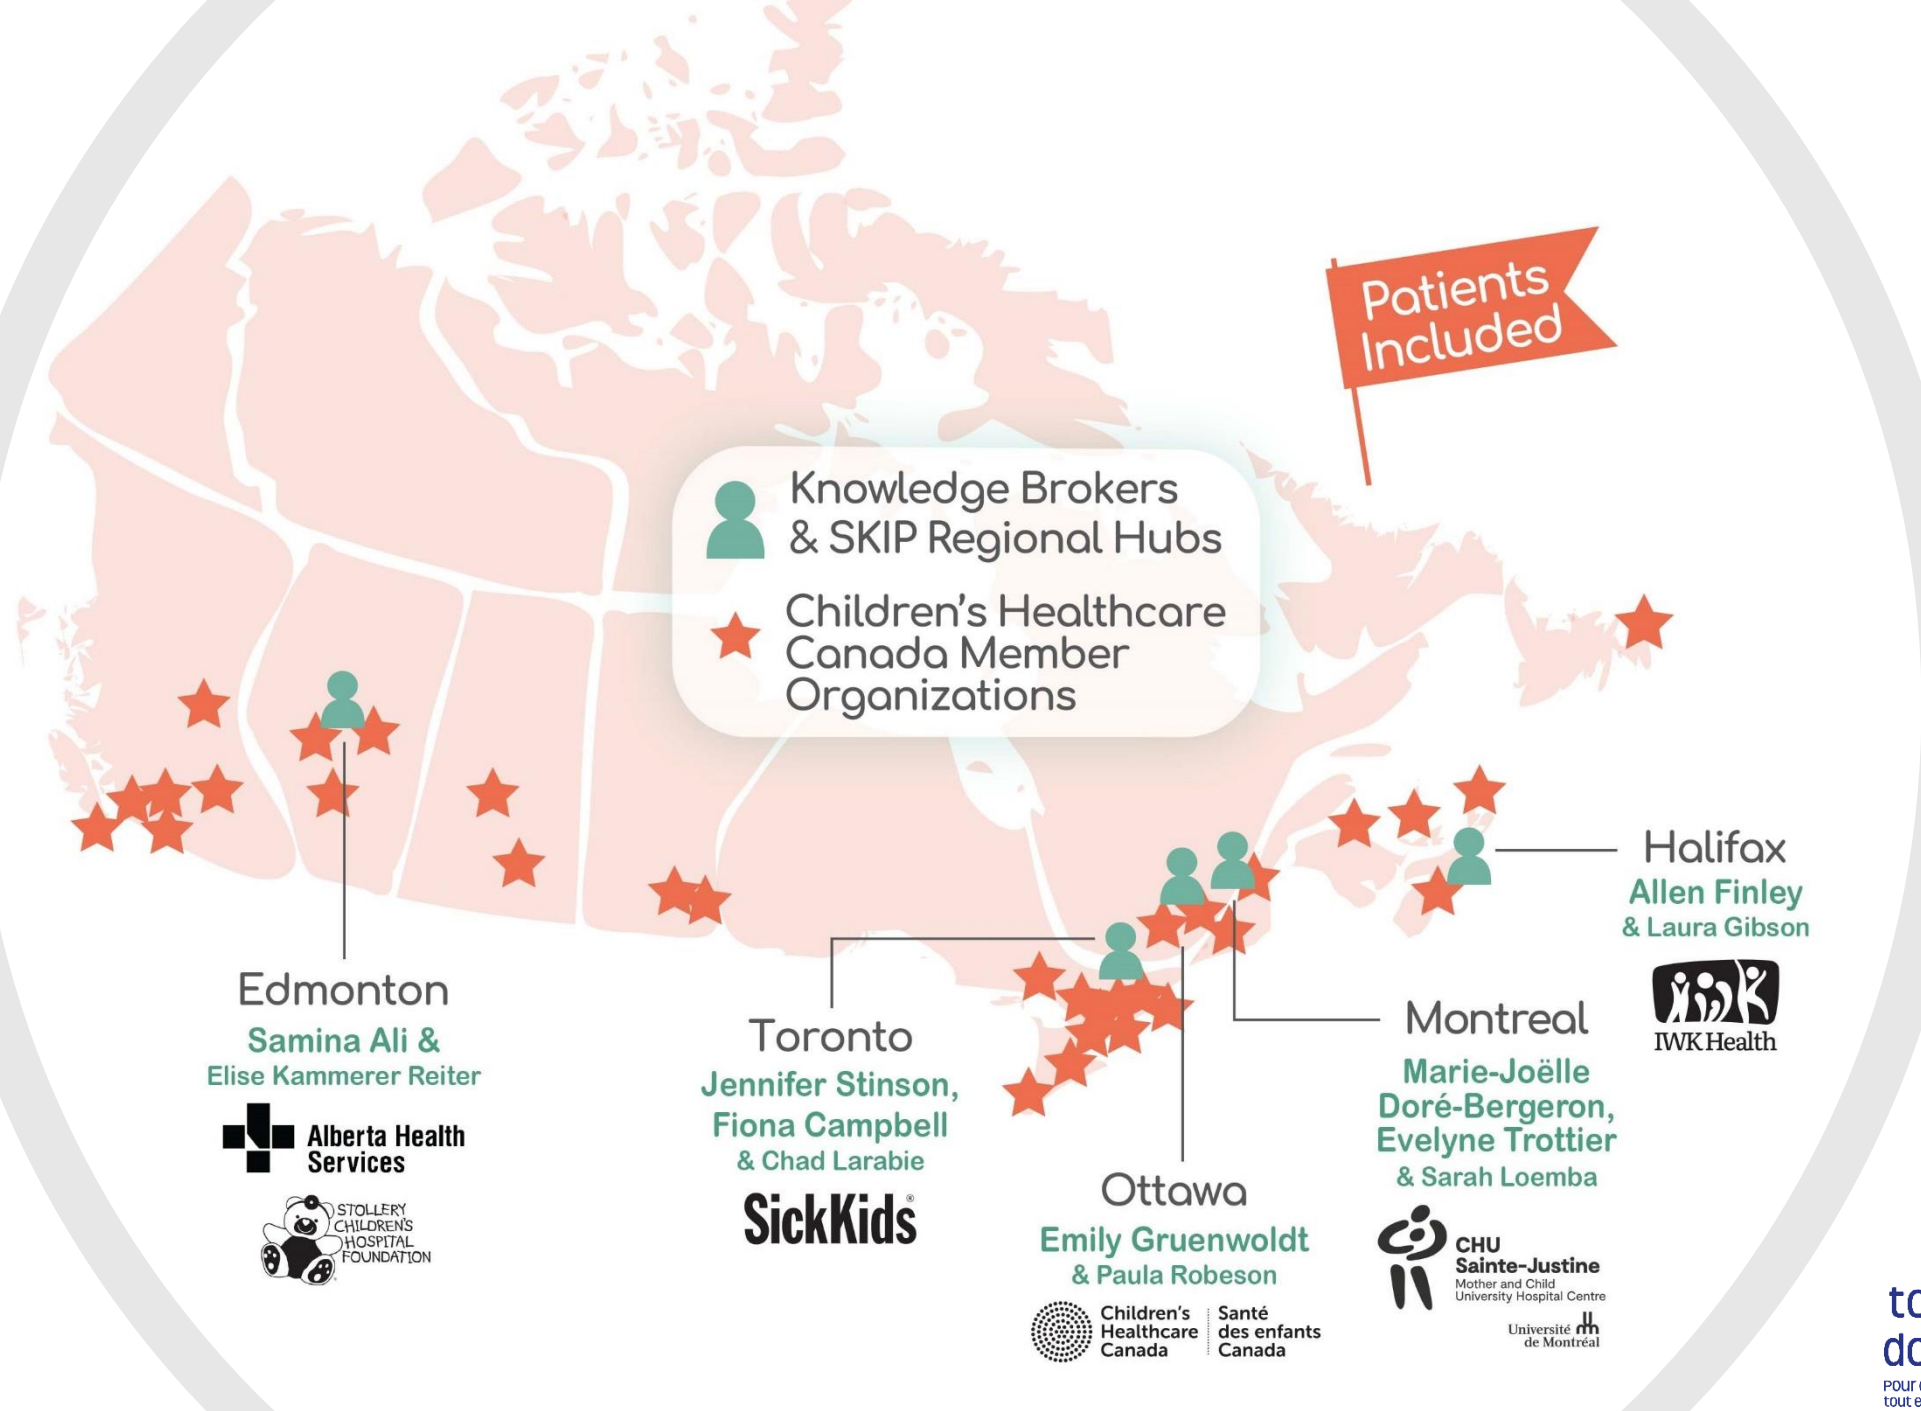 Patients
Included
Knowledge Brokers
& SKIP Regional Hubs
Children's Healthcare
Canada Member
Organizations
Edmonton
Samina Ali &
Elise Kammerer Reiter
Alberta Health
Services
STOLLERY
CHILDREN'S
HOSPITAL
FOUNDATION
Toronto
Jennifer Stinson,
Fiona Campbell
& Chad Larabie
SickKids®
Ottawa
Emily Gruenwoldt
& Paula Robeson
Children's
Healthcare
Canada
Santé
des enfants
Canada
Montreal
Marie-Joëlle
Doré-Bergeron,
Evelyne Trottier
& Sarah Loemba
CHU
Sainte-Justine
Mother and Child
University Hospital Centre
Université
de Montréal
Halifax
Allen Finley
& Laura Gibson
iwk
IWK Health
Pour